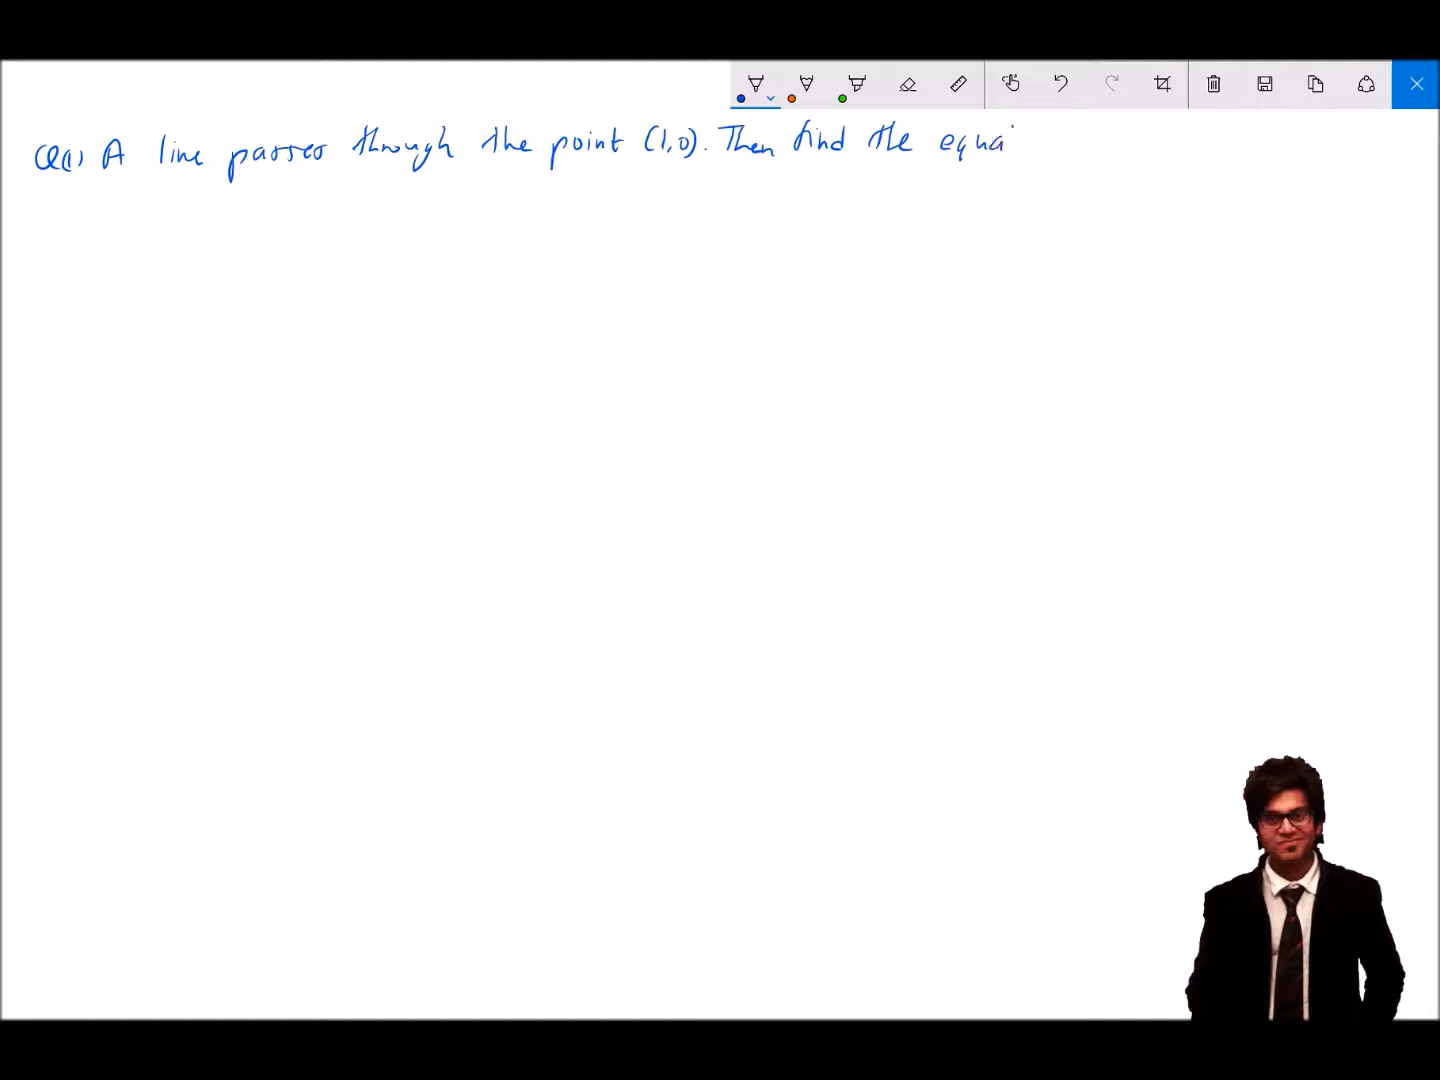 Q(1) A line passes through the point (1,0). Then find the equa